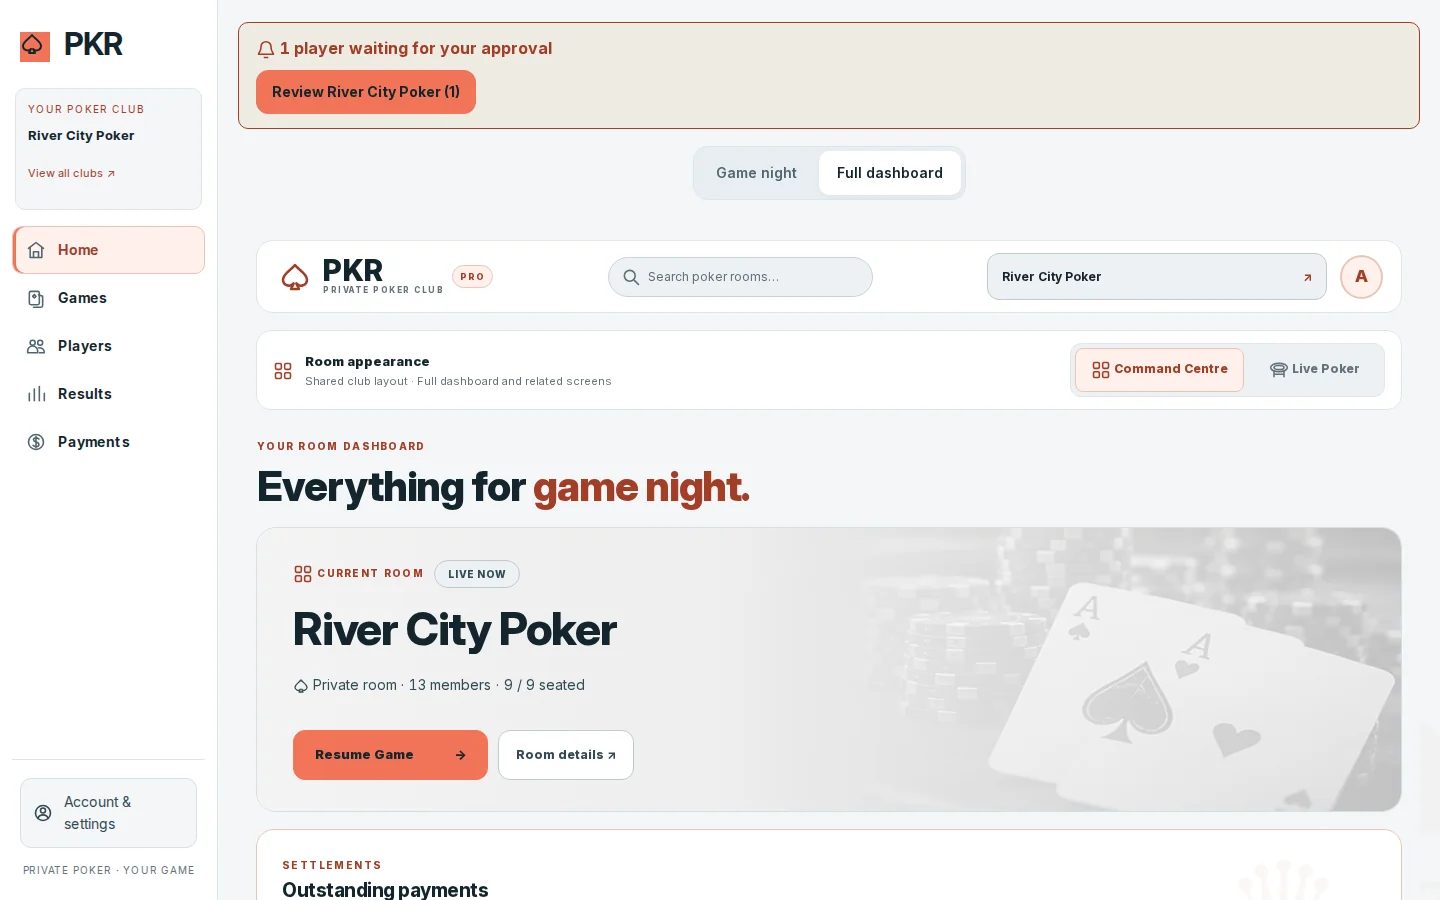 PKR
YOUR POKER CLUB
River City Poker
View all clubs ↗
Home
Games
Players
Results
Payments
Account &
settings
PRIVATE POKER · YOUR GAME
1 player waiting for your approval
Review River City Poker (1)
Game night
Full dashboard
PKR
PRIVATE POKER CLUB
PRO
Search poker rooms...
River City Poker ↗
A
Room appearance
Shared club layout · Full dashboard and related screens
Command Centre
Live Poker
YOUR ROOM DASHBOARD
Everything for game night.
CURRENT ROOM
LIVE NOW
River City Poker
Private room · 13 members · 9 / 9 seated
Resume Game →
Room details ↗
A
A
SETTLEMENTS
Outstanding payments